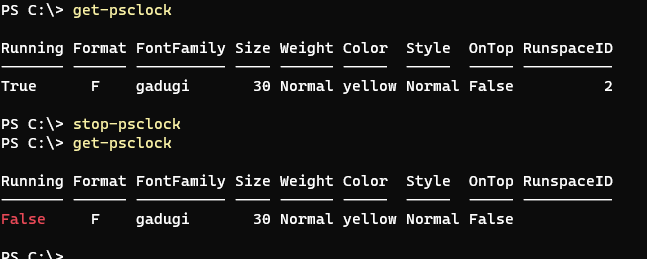 PS C:\> get-psclock
Running Format FontFamily Size Weight Color  Style  OnTop RunspaceID
True      F    gadugi       30 Normal yellow Normal False          2
PS C:\> stop-psclock
PS C:\> get-psclock
Running Format FontFamily Size Weight Color  Style  OnTop RunspaceID
False     F    gadugi       30 Normal yellow Normal False
PS C:\>